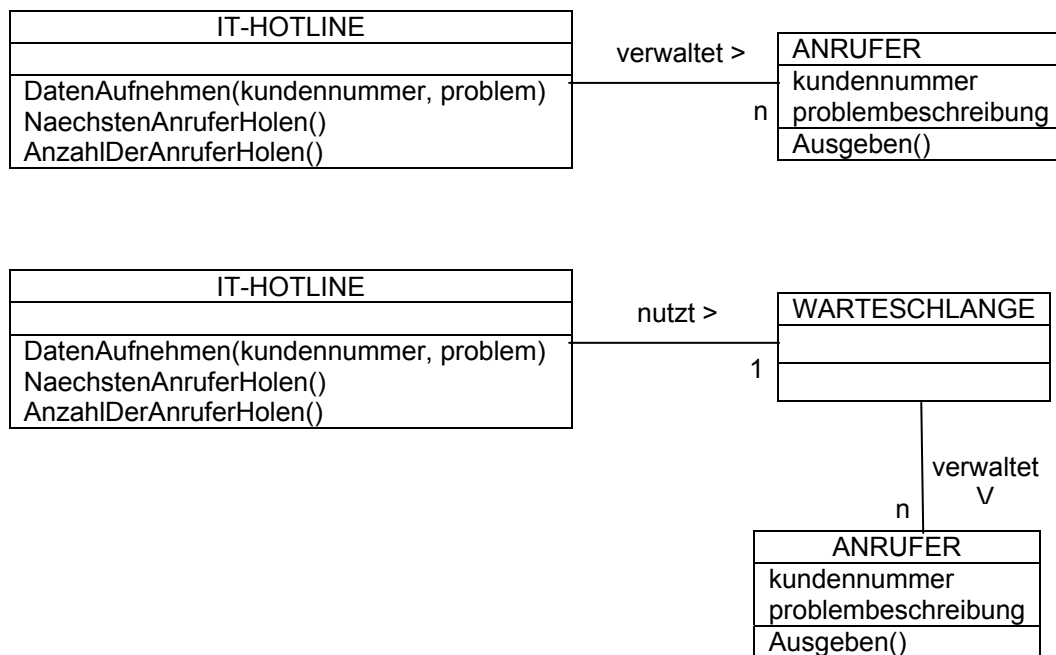 IT-HOTLINE
DatenAufnehmen(kundennummer, problem)
NaechstenAnruferHolen()
AnzahlDerAnruferHolen()
verwaltet >
n
ANRUFER
kundennummer
problembeschreibung
Ausgeben()
IT-HOTLINE
DatenAufnehmen(kundennummer, problem)
NaechstenAnruferHolen()
AnzahlDerAnruferHolen()
nutzt >
1
WARTESCHLANGE
verwaltet
V
n
ANRUFER
kundennummer
problembeschreibung
Ausgeben()